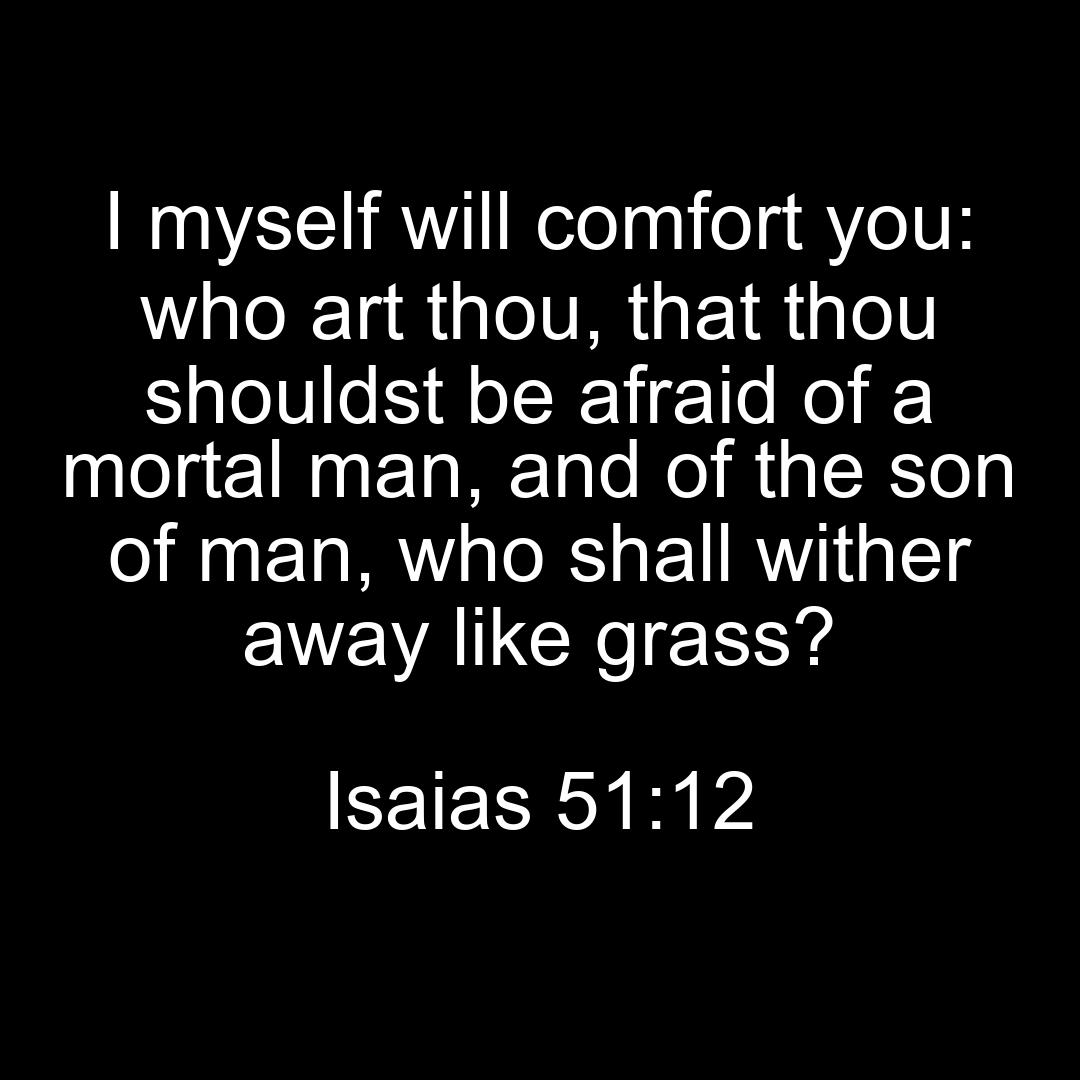 I myself will comfort you:
who art thou, that thou
shouldst be afraid of a
mortal man, and of the son
of man, who shall wither
away like grass?
Isaias 51:12